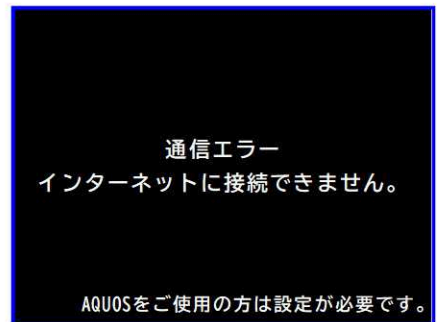 通信エラー
インターネットに接続できません。
AQUOSをご使用の方は設定が必要です。